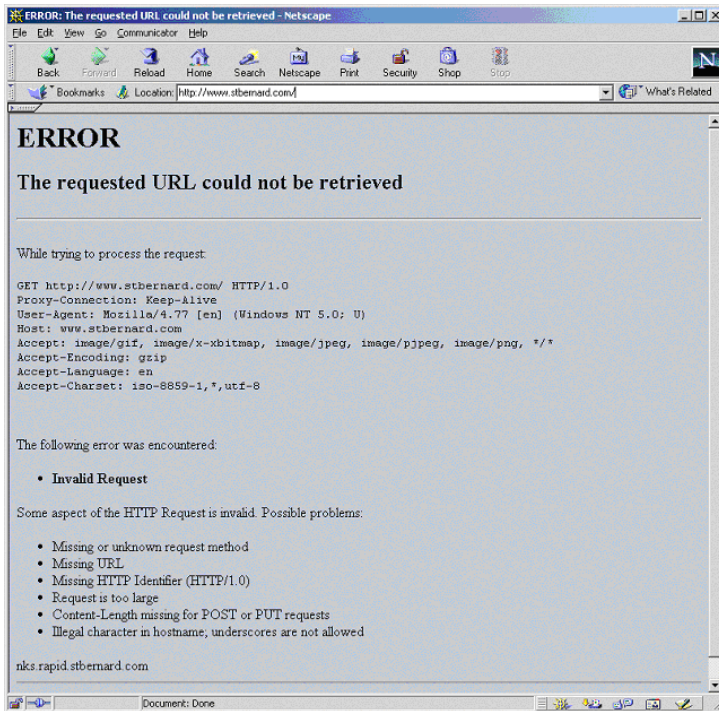 ERROR: The requested URL could not be retrieved - Netscape
File Edit View Go Communicator Help
Back Forward Reload Home Search Netscape Print Security Shop Stop
Bookmarks Location: http://www.stbernard.com/ What's Related
ERROR
The requested URL could not be retrieved
While trying to process the request:
GET http://www.stbernard.com/ HTTP/1.0
Proxy-Connection: Keep-Alive
User-Agent: Mozilla/4.77 [en] (Windows NT 5.0; U)
Host: www.stbernard.com
Accept: image/gif, image/x-xbitmap, image/jpeg, image/pjpeg, image/png, */*
Accept-Encoding: gzip
Accept-Language: en
Accept-Charset: iso-8859-1,*,utf-8
The following error was encountered:
• Invalid Request
Some aspect of the HTTP Request is invalid. Possible problems:
• Missing or unknown request method
• Missing URL
• Missing HTTP Identifier (HTTP/1.0)
• Request is too large
• Content-Length missing for POST or PUT requests
• Illegal character in hostname; underscores are not allowed
nks.rapid.stbernard.com
Document: Done